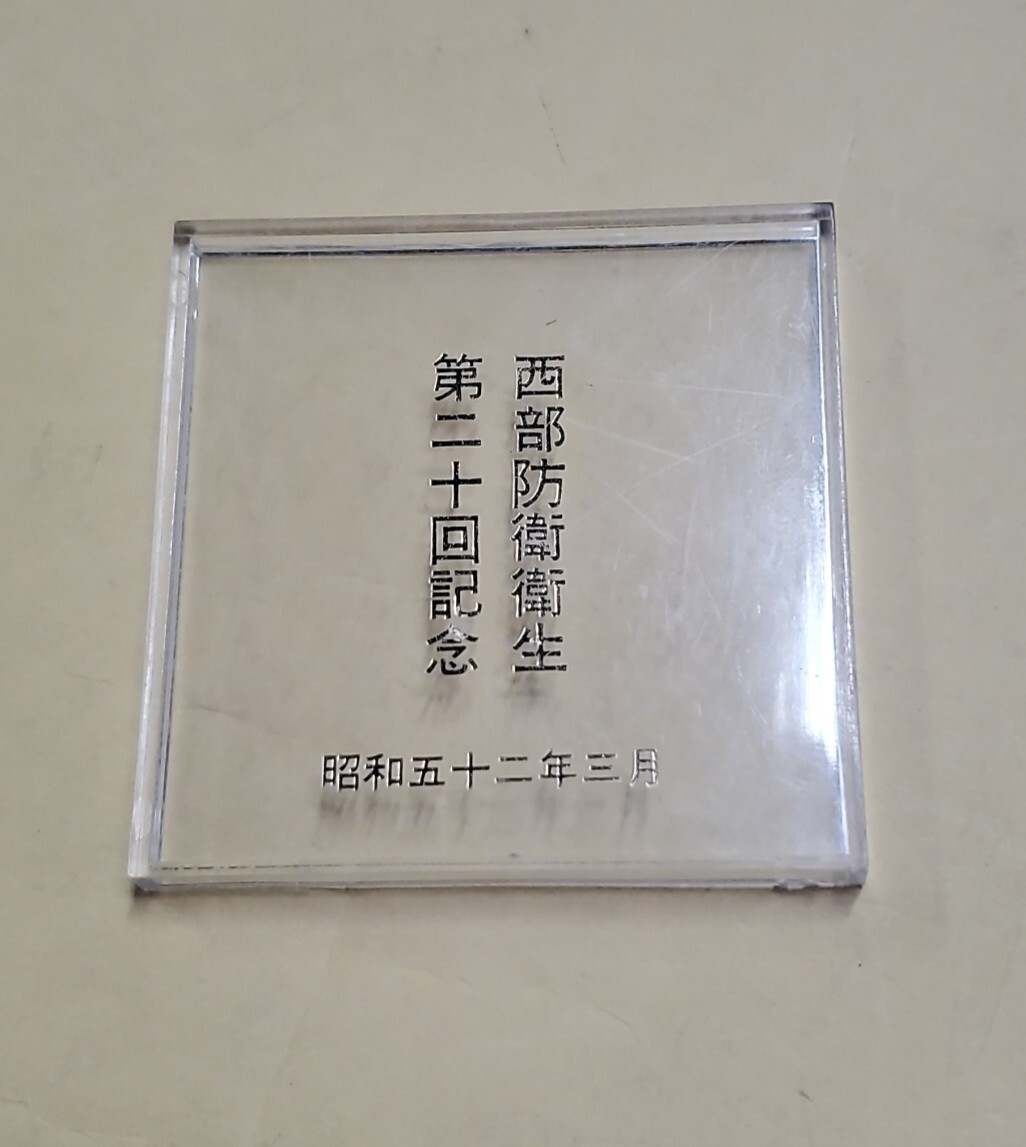 西部防衛衛生
第二十回記念
昭和五十二年三月